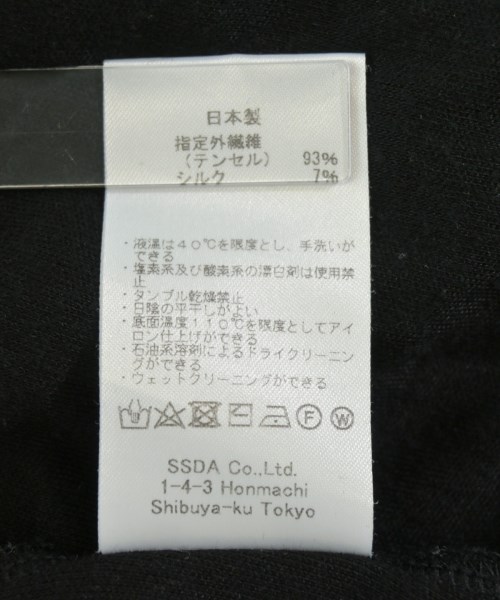 日本製
指定外繊維
(テンセル) 93%
シルク 7%
・液温は40℃を限度とし、手洗いが
できる
・塩素系及び酸素系の漂白剤は使用禁
止
・タンブル乾燥禁止
・日陰の平干しがよい
・底面温度110℃を限度としてアイ
ロン仕上げができる
・石油系溶剤によるドライクリーニン
グができる
・ウェットクリーニングができる
F W
SSDA Co.,Ltd.
1-4-3 Honmachi
Shibuya-ku Tokyo